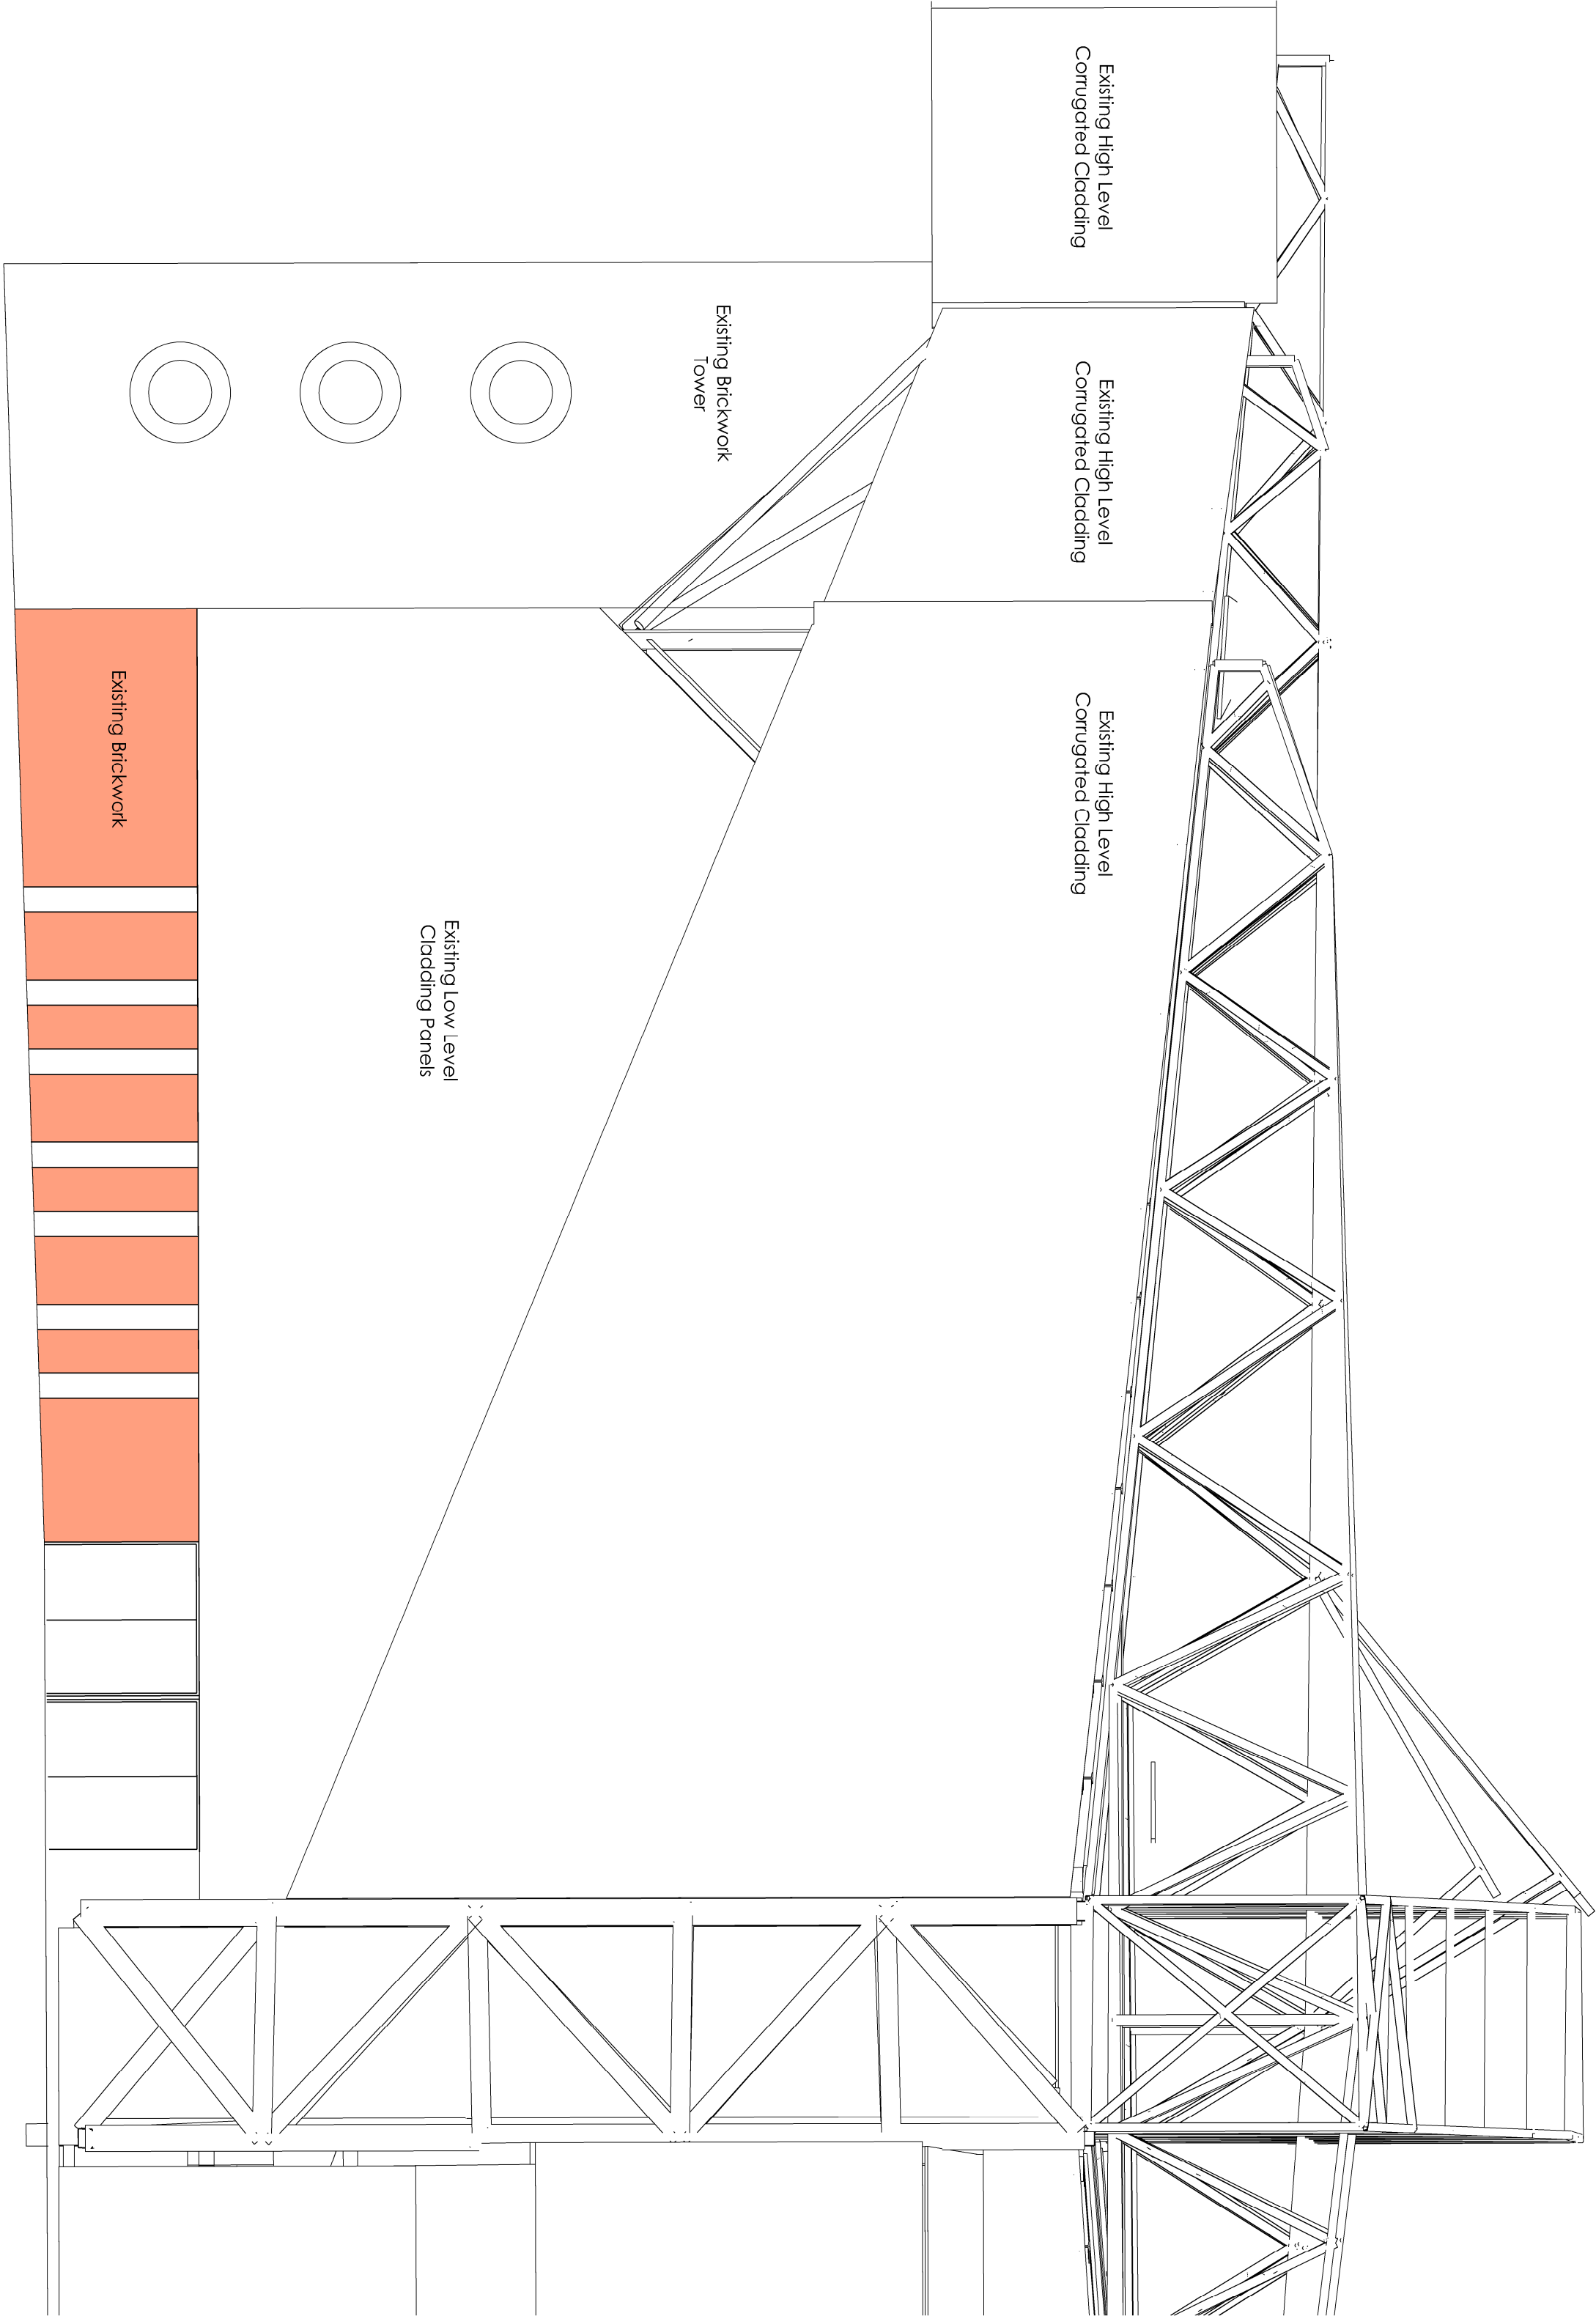 Existing High Level
Corrugated Cladding
Existing High Level
Corrugated Cladding
Existing High Level
Corrugated Cladding
Existing Brickwork
Tower
Existing Low Level
Cladding Panels
Existing Brickwork